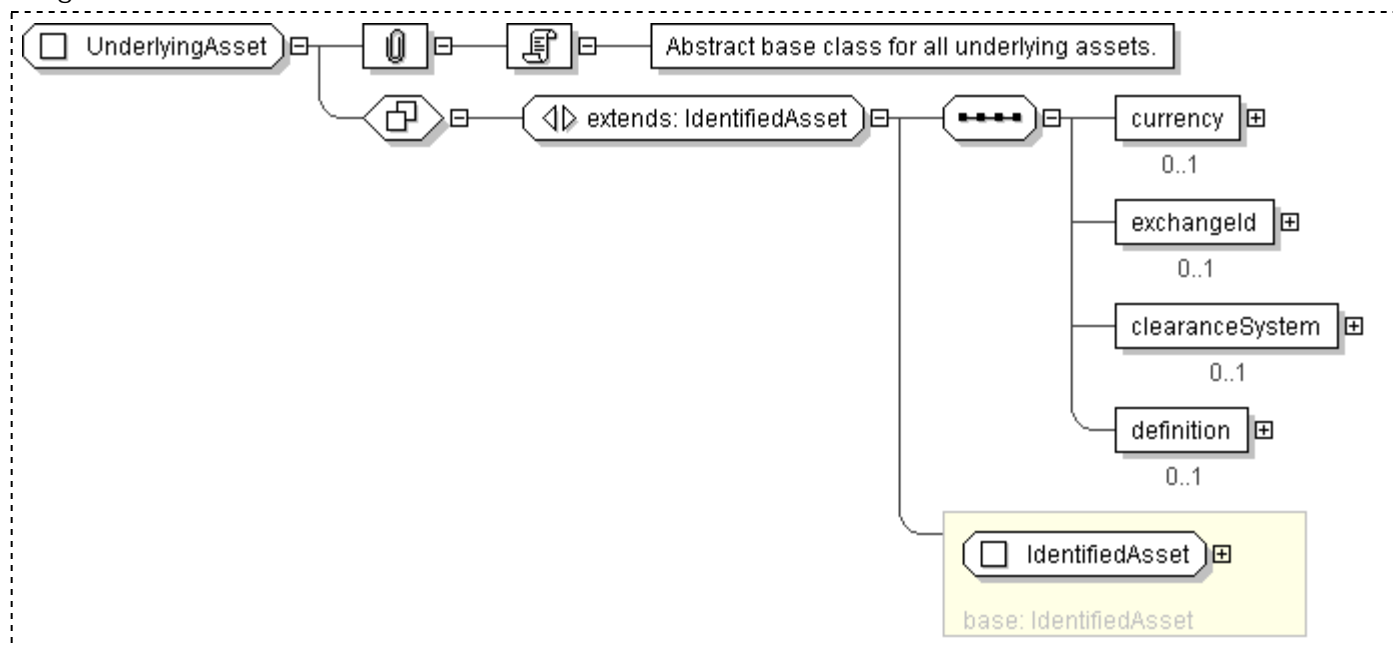 UnderlyingAsset
Abstract base class for all underlying assets.
extends: IdentifiedAsset
currency
0..1
exchangeId
0..1
clearanceSystem
0..1
definition
0..1
IdentifiedAsset
base: IdentifiedAsset